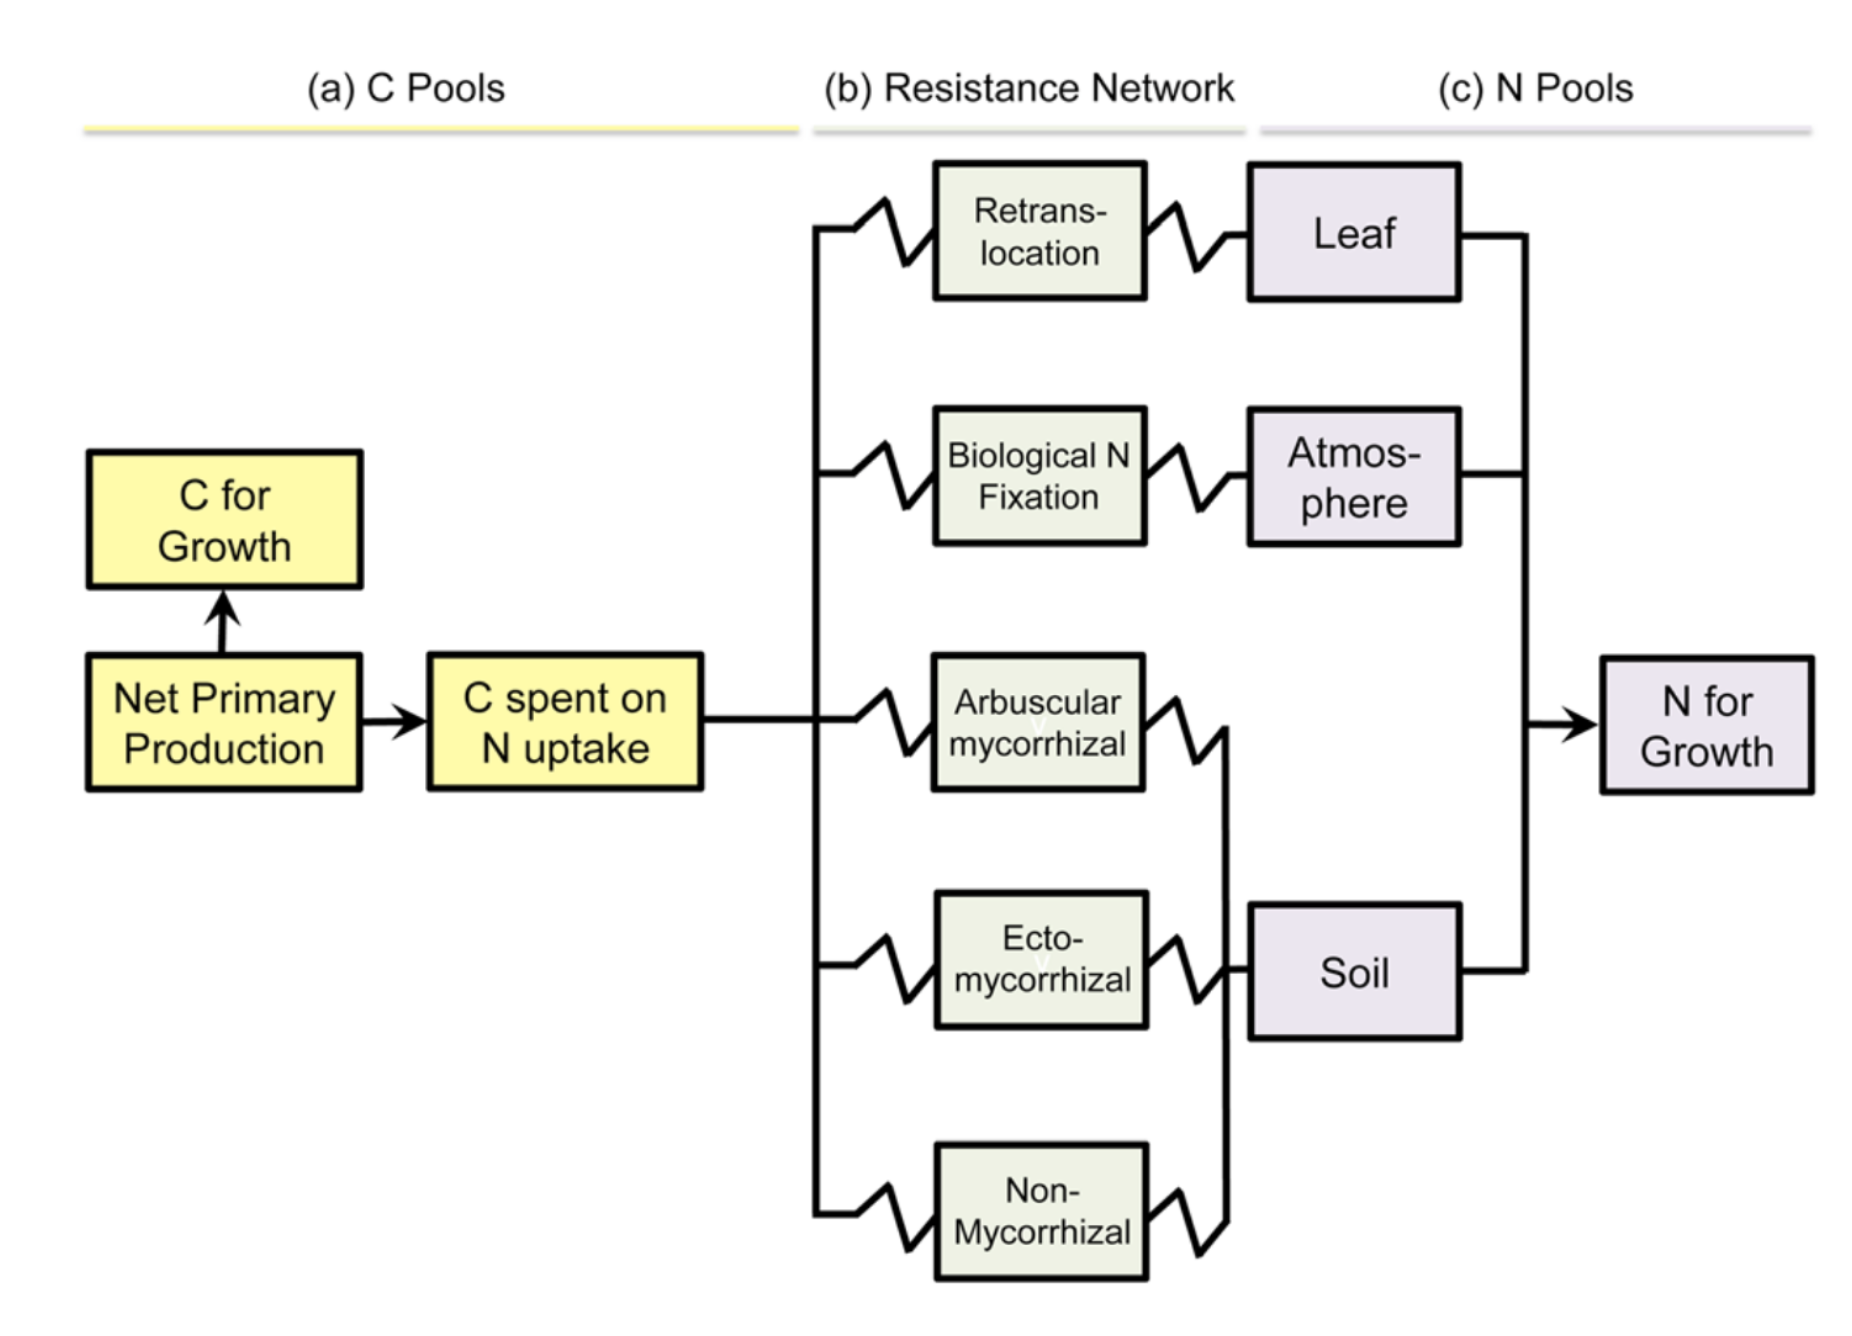 (a) C Pools
(b) Resistance Network
(c) N Pools
Retrans-
location
Leaf
Biological N
Fixation
Atmos-
phere
C for
Growth
Net Primary
Production
C spent on
N uptake
Arbuscular
mycorrhizal
N for
Growth
Ecto-
mycorrhizal
Soil
Non-
Mycorrhizal